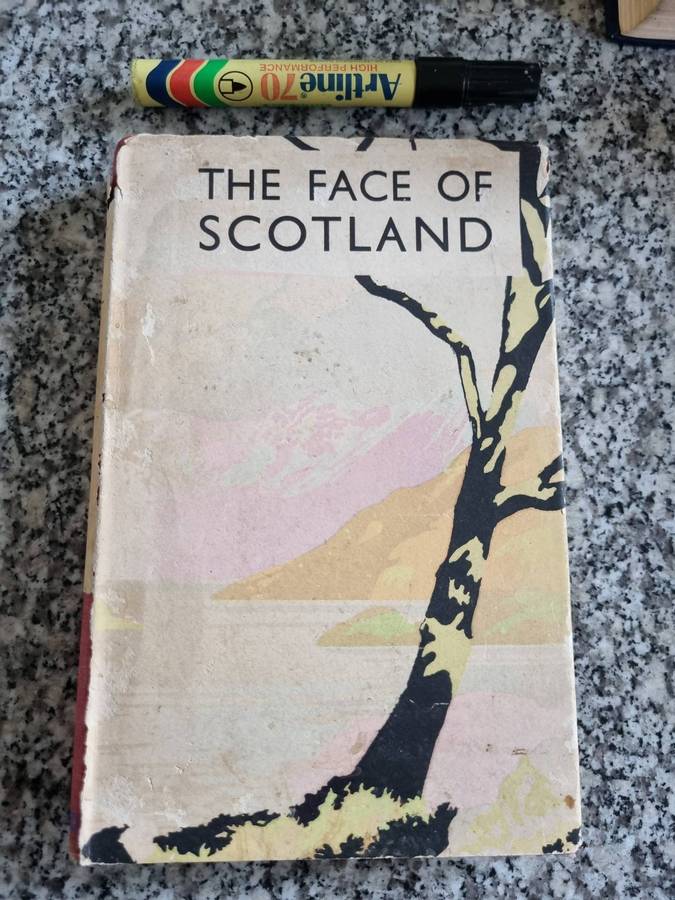 Artline®70
HIGH PERFORMANCE
THE FACE OF
SCOTLAND